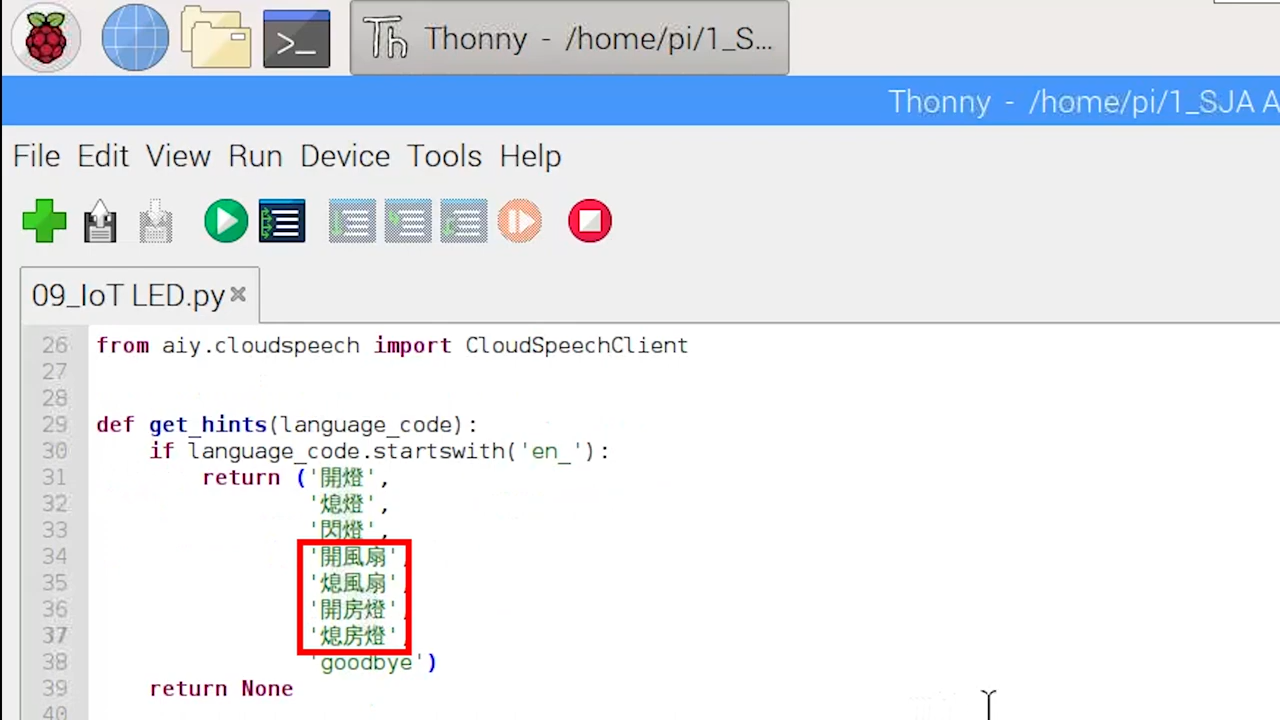 Thonny - /home/pi/1_S...
Thonny - /home/pi/1_SJA A
File Edit View Run Device Tools Help
09_IoT LED.py
26 from aiy.cloudspeech import CloudSpeechClient
27
28
29 def get_hints(language_code):
30 if language_code.startswith('en_'):
31 return ('開燈',
32 '熄燈',
33 '閃燈',
34 '開風扇',
35 '熄風扇',
36 '開房燈',
37 '熄房燈',
38 'goodbye')
39 return None
40